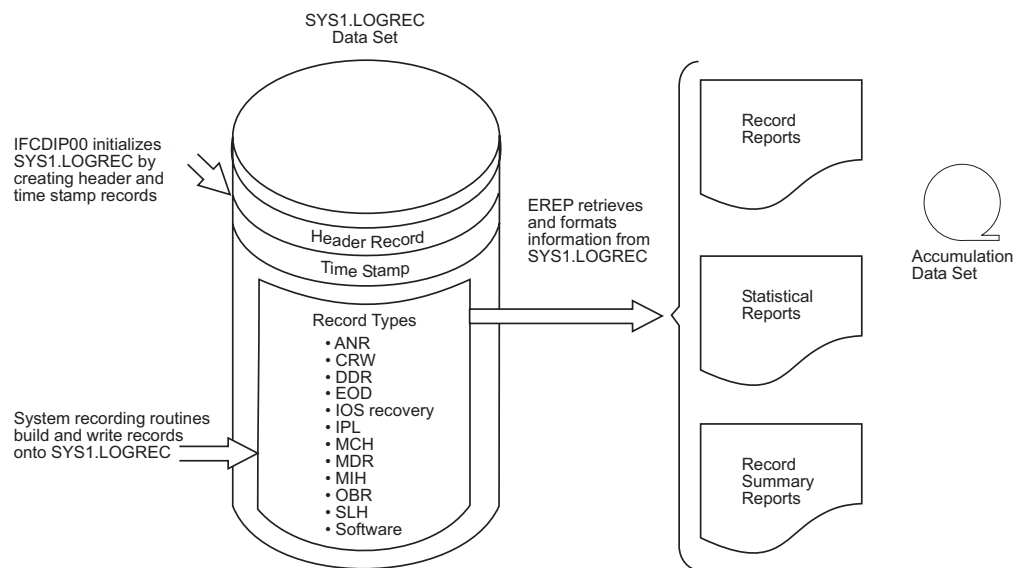 SYS1.LOGREC
Data Set
IFCDIP00 initializes
SYS1.LOGREC by
creating header and
time stamp records
Header Record
Time Stamp
Record Types
• ANR
• CRW
• DDR
• EOD
• IOS recovery
• IPL
• MCH
• MDR
• MIH
• OBR
• SLH
• Software
System recording routines
build and write records
onto SYS1.LOGREC
EREP retrieves
and formats
information from
SYS1.LOGREC
Record
Reports
Statistical
Reports
Record
Summary
Reports
Accumulation
Data Set